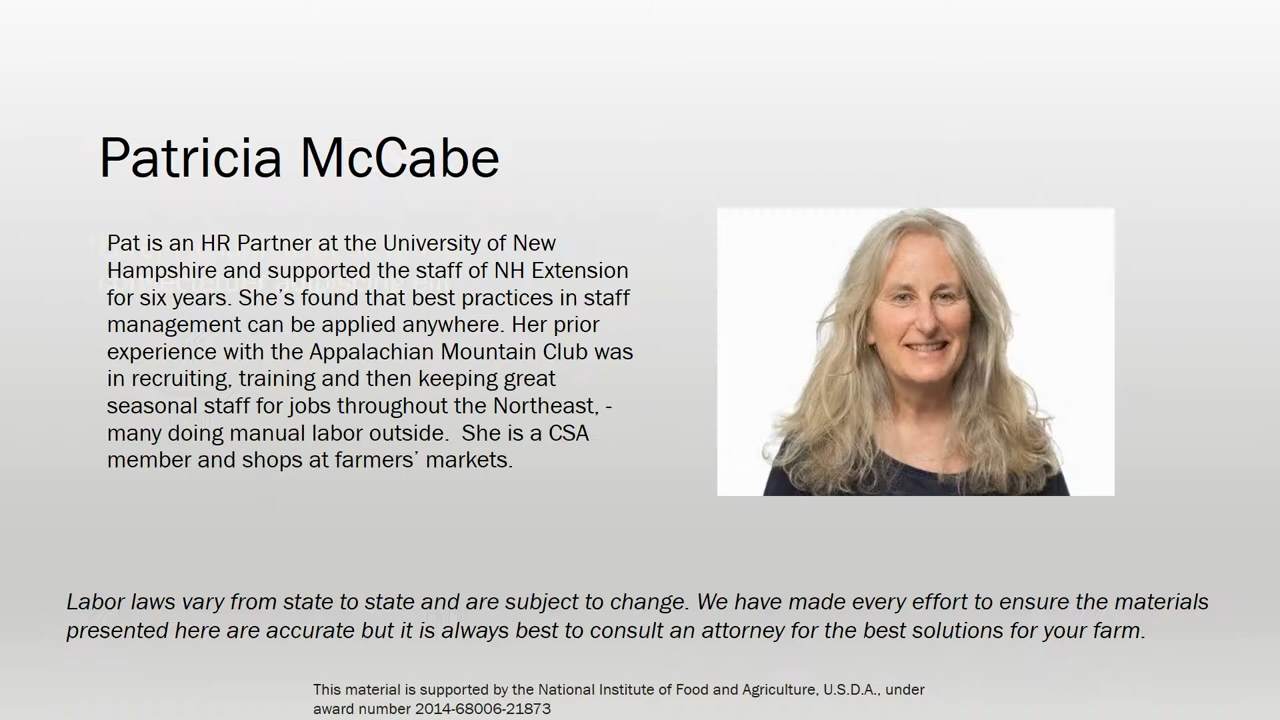 Patricia McCabe
Pat is an HR Partner at the University of New
Hampshire and supported the staff of NH Extension
for six years. She’s found that best practices in staff
management can be applied anywhere. Her prior
experience with the Appalachian Mountain Club was
in recruiting, training and then keeping great
seasonal staff for jobs throughout the Northeast, -
many doing manual labor outside.  She is a CSA
member and shops at farmers’ markets.
Labor laws vary from state to state and are subject to change. We have made every effort to ensure the materials
presented here are accurate but it is always best to consult an attorney for the best solutions for your farm.
This material is supported by the National Institute of Food and Agriculture, U.S.D.A., under
award number 2014-68006-21873